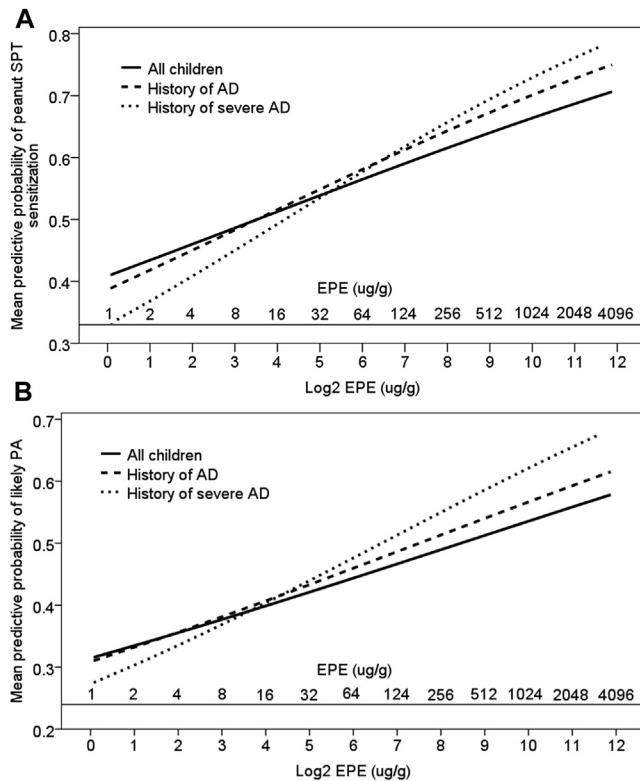 A
Mean predictive probability of peanut SPT
sensitization
0.8
0.7
0.6
0.5
0.4
0.3
All children
History of AD
History of severe AD
EPE (ug/g)
1 2 4 8 16 32 64 124 256 512 1024 2048 4096
0 1 2 3 4 5 6 7 8 9 10 11 12
Log2 EPE (ug/g)
B
Mean predictive probability of likely PA
0.7
0.6
0.5
0.4
0.3
0.2
All children
History of AD
History of severe AD
EPE (ug/g)
1 2 4 8 16 32 64 124 256 512 1024 2048 4096
0 1 2 3 4 5 6 7 8 9 10 11 12
Log2 EPE (ug/g)